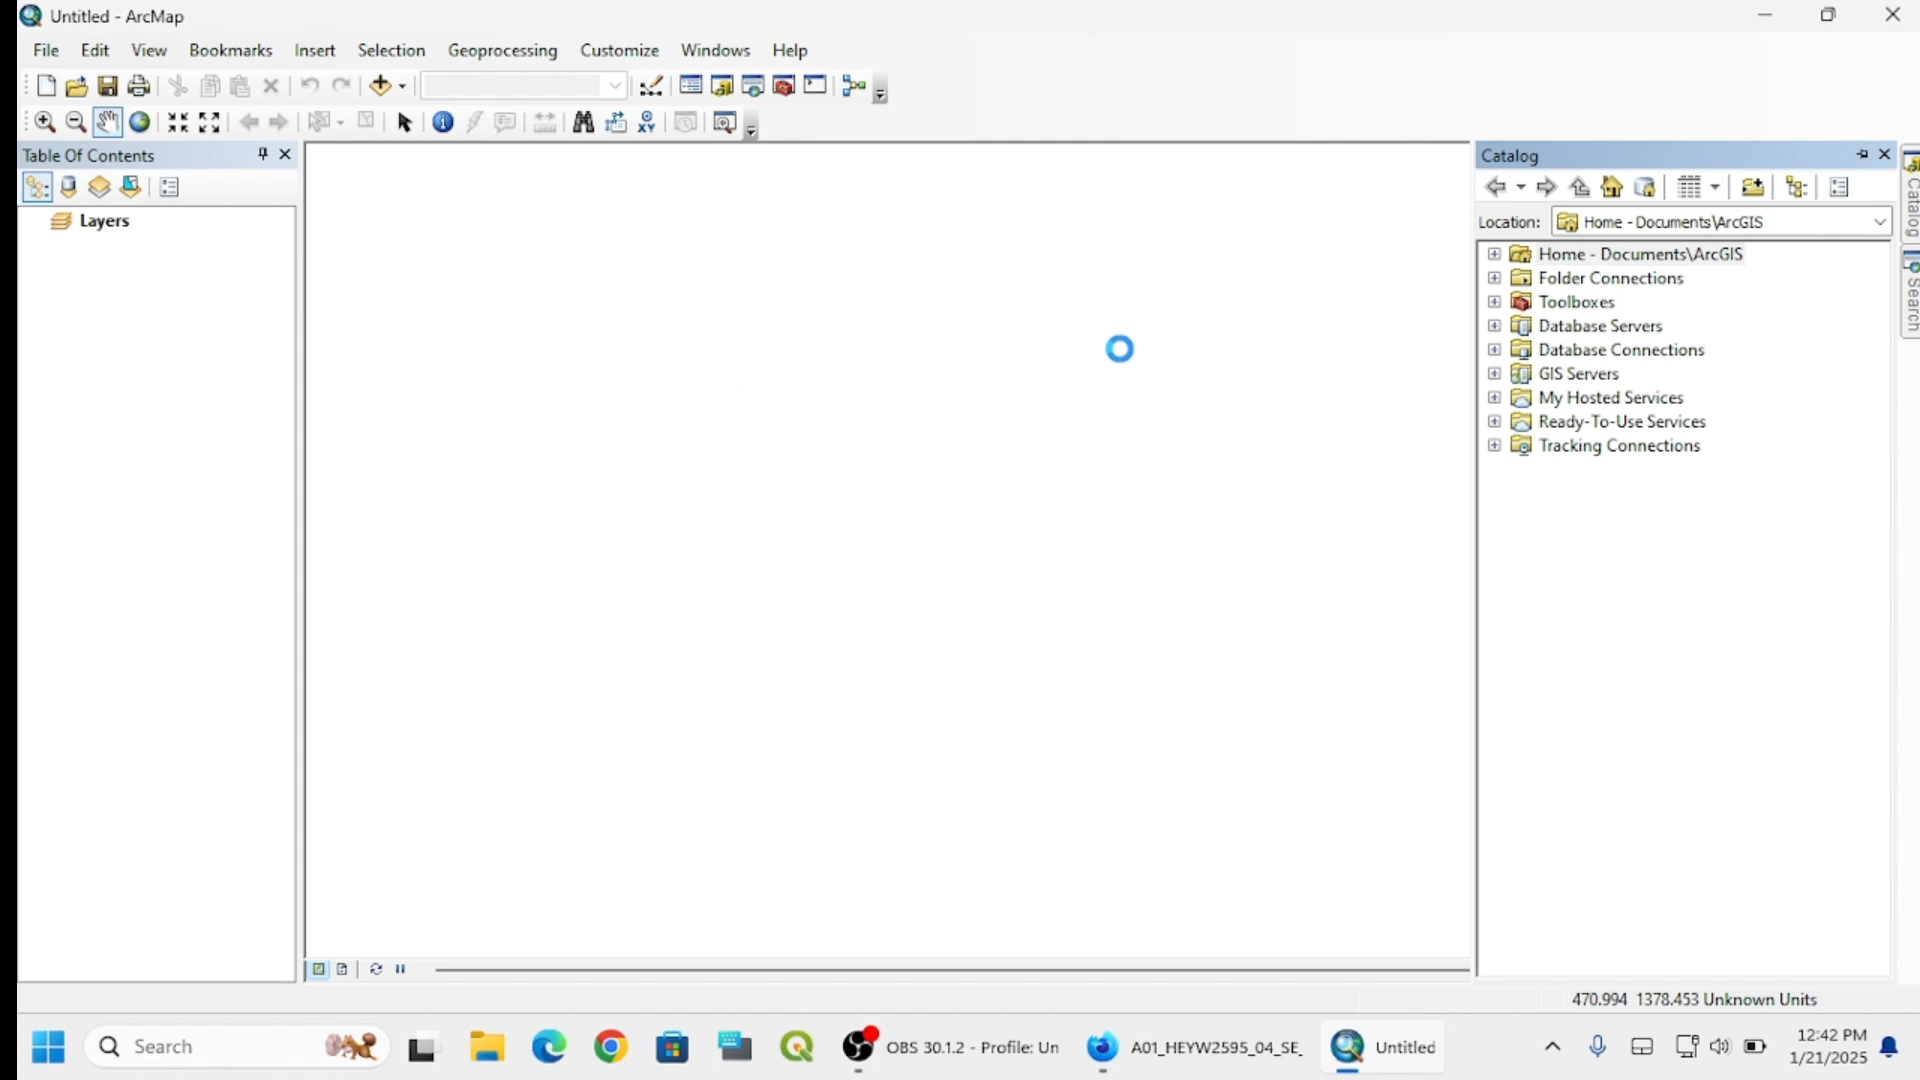 Untitled - ArcMap
File Edit View Bookmarks Insert Selection Geoprocessing Customize Windows Help
Table Of Contents
Layers
Catalog
Location: Home - Documents\ArcGIS
Home - Documents\ArcGIS
Folder Connections
Toolboxes
Database Servers
Database Connections
GIS Servers
My Hosted Services
Ready-To-Use Services
Tracking Connections
Catalog
Search
470.994 1378.453 Unknown Units
Search
OBS 30.1.2 - Profile: Un
A01_HEYW2595_04_SE_
Untitled
12:42 PM
1/21/2025